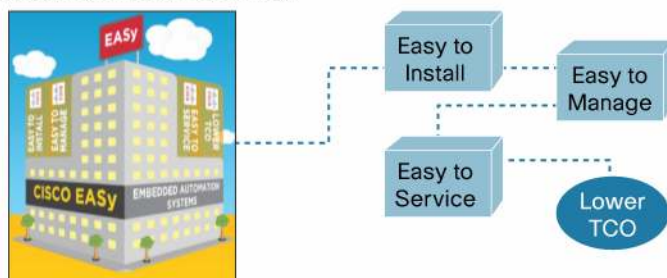 EASy
EASY TO
INSTALL
EASY TO
MANAGE
EASY TO
SERVICE
LOWER
TCO
CISCO EASy
EMBEDDED AUTOMATION
SYSTEMS
Easy to
Install
Easy to
Manage
Easy to
Service
Lower
TCO